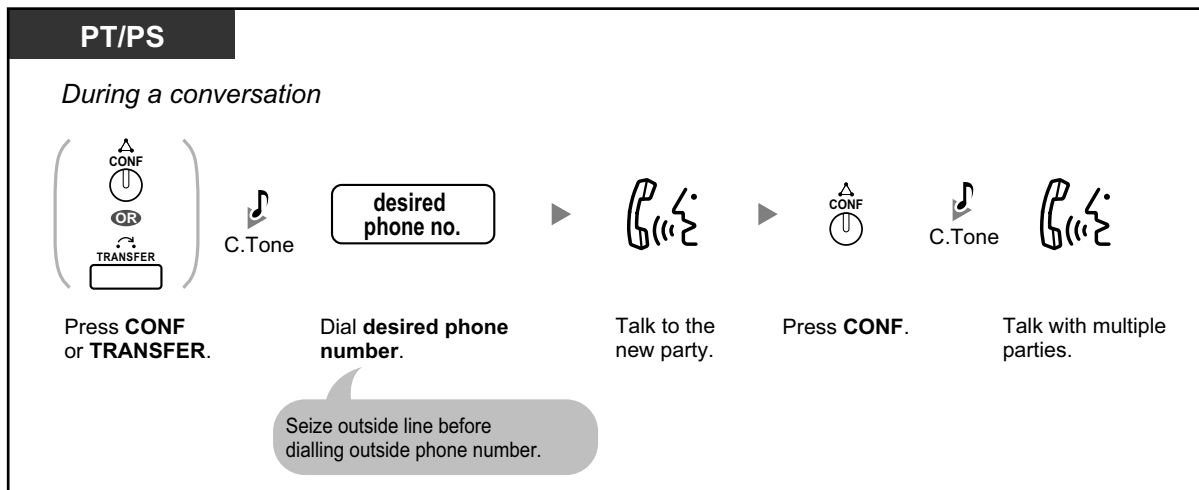 PT/PS
During a conversation
CONF
OR
TRANSFER
C.Tone
desired
phone no.
CONF
C.Tone
Press CONF
or TRANSFER.
Dial desired phone
number.
Talk to the
new party.
Press CONF.
Talk with multiple
parties.
Seize outside line before
dialling outside phone number.